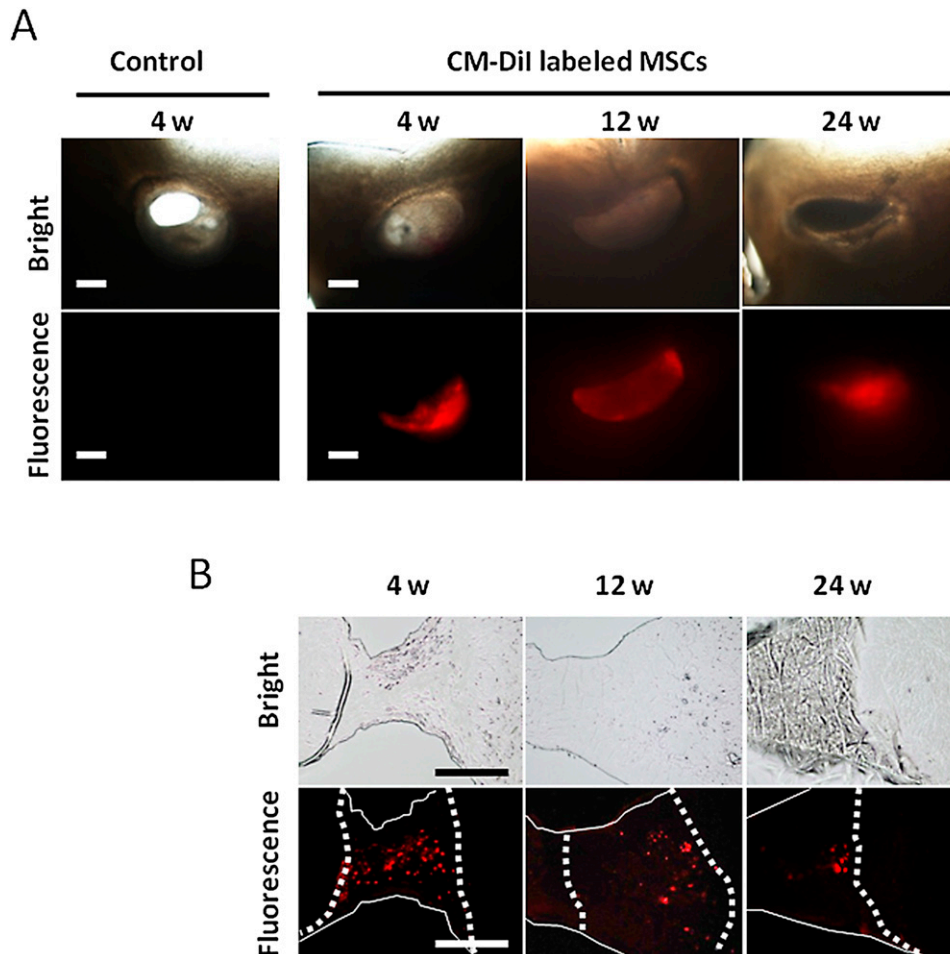 A
Control
CM-DiI labeled MSCs
4 w
4 w
12 w
24 w
Bright
Fluorescence
B
4 w
12 w
24 w
Bright
Fluorescence